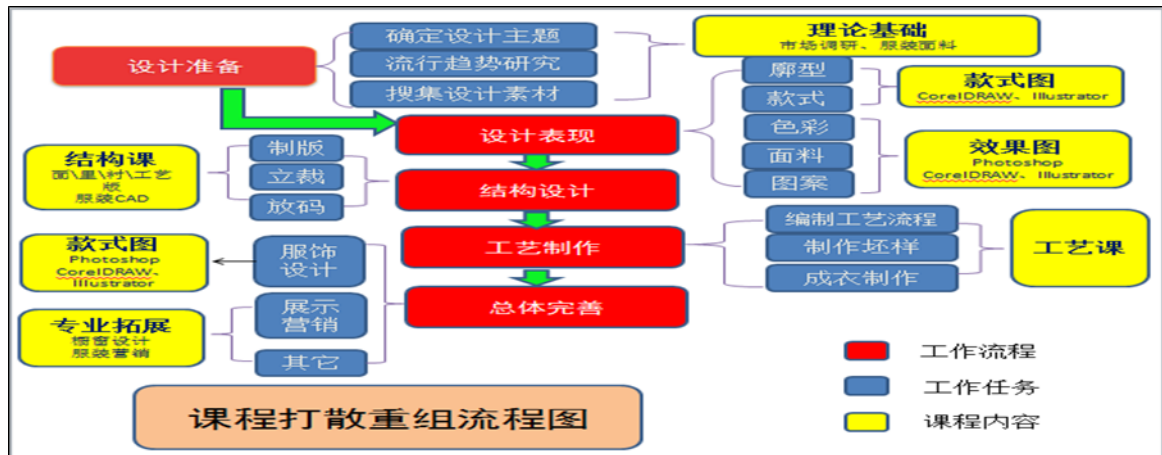 设计准备
确定设计主题
流行趋势研究
搜集设计素材
理论基础
市场调研、服装面料
设计表现
廓型
款式
色彩
面料
图案
款式图
CorelDRAW、 Illustrator
效果图
Photoshop
CorelDRAW、 Illustrator
结构课
面\里\衬\工艺
版
服装CAD
制版
立裁
放码
结构设计
工艺制作
编制工艺流程
制作坯样
成衣制作
工艺课
款式图
Photoshop
CorelDRAW、
Illustrator
服饰
设计
总体完善
专业拓展
橱窗设计
服装营销
展示
营销
其它
工作流程
工作任务
课程内容
课程打散重组流程图